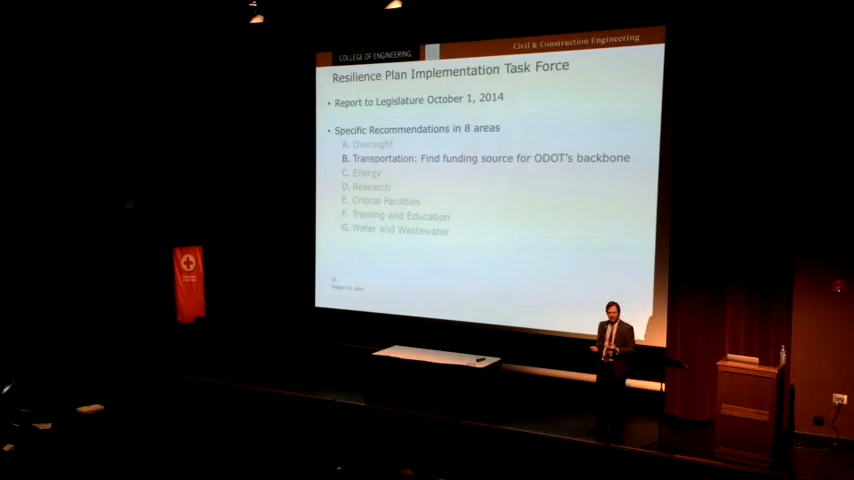 COLLEGE OF ENGINEERING
Civil & Construction Engineering
Resilience Plan Implementation Task Force
• Report to Legislature October 1, 2014
• Specific Recommendations in 8 areas
A. Oversight
B. Transportation: Find funding source for ODOT's backbone
C. Energy
D. Research
E. Critical Facilities
F. Training and Education
G. Water and Wastewater